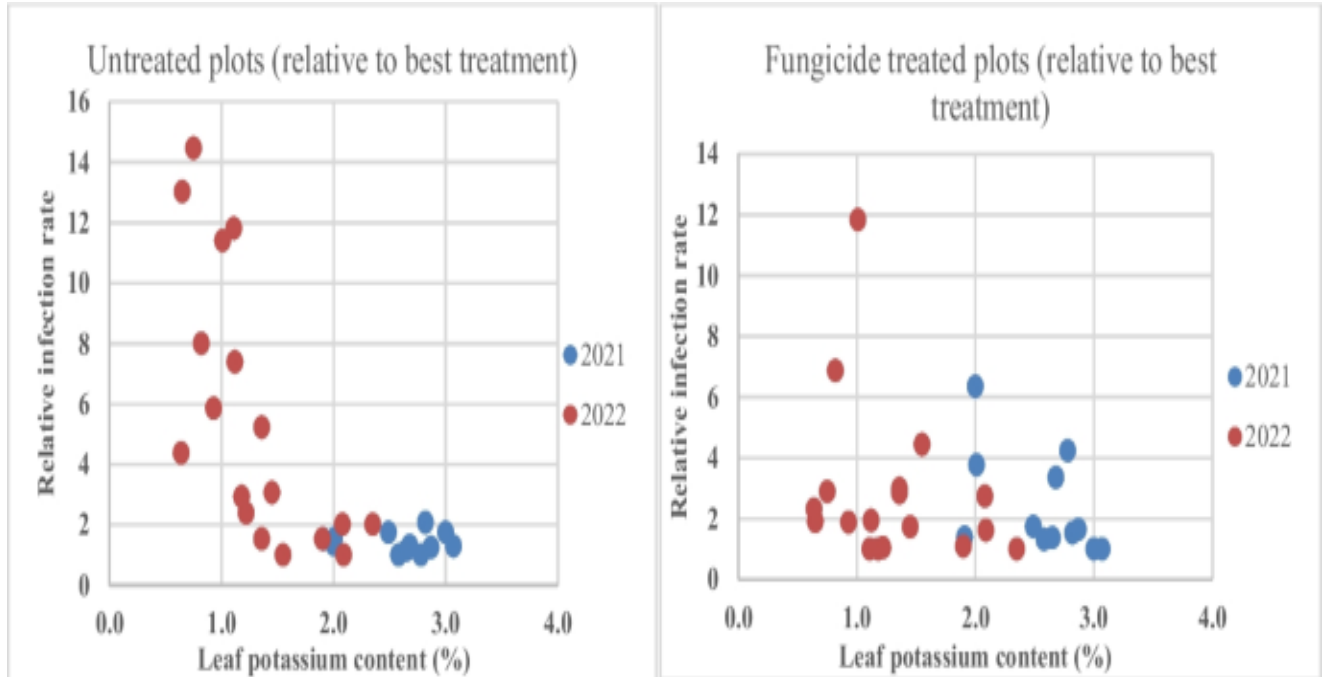 Untreated plots (relative to best treatment)
16
14
12
10
8
6
4
2
0
Relative infection rate
0.0 1.0 2.0 3.0 4.0
Leaf potassium content (%)
2021
2022
Fungicide treated plots (relative to best
treatment)
14
12
10
8
6
4
2
0
Relative infection rate
0.0 1.0 2.0 3.0 4.0
Leaf potassium content (%)
2021
2022